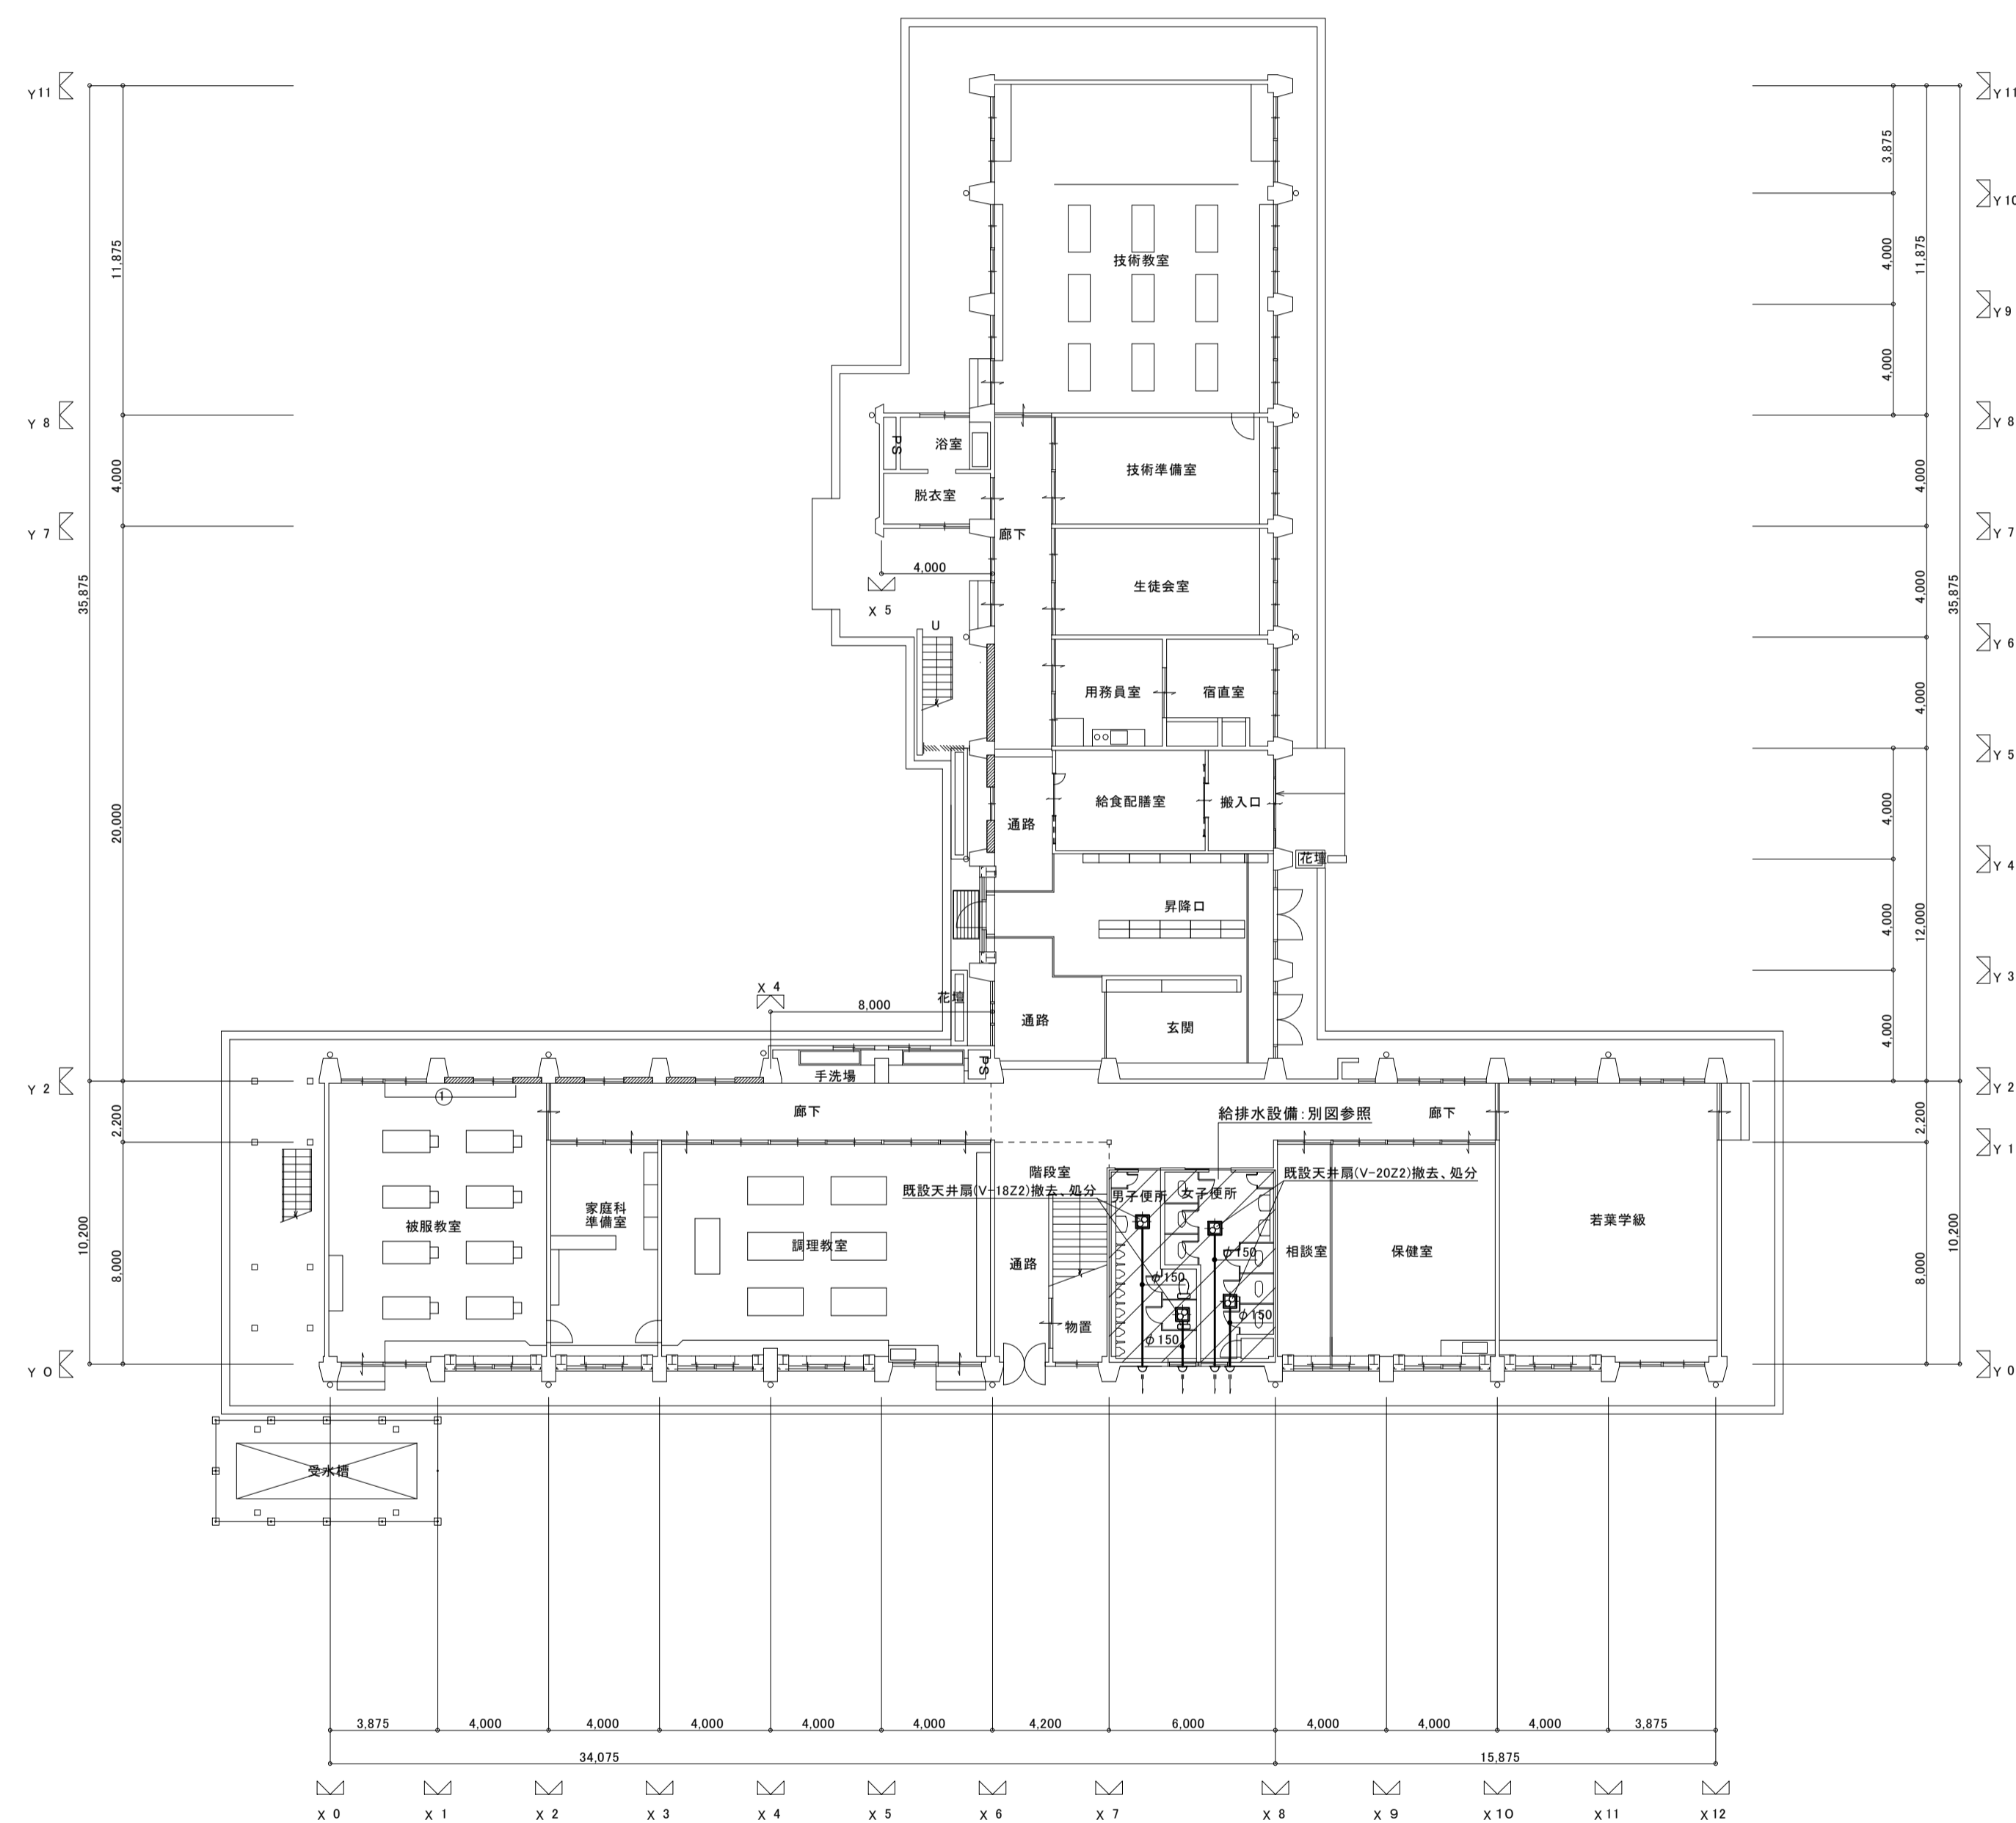 Y 11
Y 11
3,875
Y 10
11,875
技術教室
4,000
11,875
Y 9
4,000
Y 8
PS
浴室
Y 8
4,000
技術準備室
4,000
脱衣室
Y 7
廊下
Y 7
4,000
35,875
生徒会室
4,000
35,875
X 5
U
Y 6
用務員室
宿直室
4,000
Y 5
20,000
給食配膳室
搬入口
4,000
通路
花壇
Y 4
昇降口
4,000
12,000
Y 3
X 4
8,000
花壇
通路
玄関
4,000
PS
手洗場
Y 2
Y 2
①
廊下
給排水設備：別図参照
廊下
2,200
2,200
Y 1
階段室
既設天井扇(V-18Z2)撤去、処分
男子便所
女子便所
既設天井扇(V-20Z2)撤去、処分
家庭科
準備室
被服教室
調理教室
若葉学級
10,200
相談室
保健室
10,200
8,000
通路
φ150
φ150
8,000
物置
φ150
φ150
Y 0
Y 0
受水槽
3,875
4,000
4,000
4,000
4,000
4,000
4,200
6,000
4,000
4,000
4,000
3,875
34,075
15,875
X 0
X 1
X 2
X 3
X 4
X 5
X 6
X 7
X 8
X 9
X 10
X 11
X 12